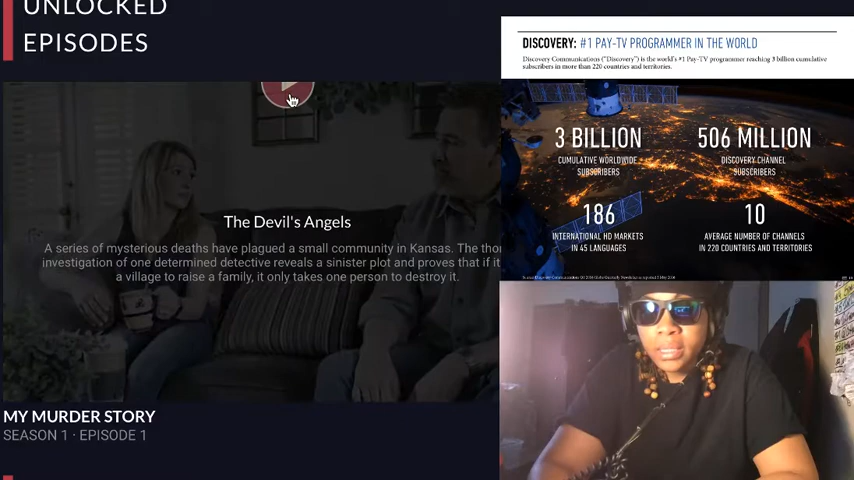 UNLOCKED
EPISODES
The Devil's Angels
A series of mysterious deaths have plagued a small community in Kansas. The
investigation of one determined detective reveals a sinister plot and proves that if it
a village to raise a family, it only takes one person to destroy it.
MY MURDER STORY
SEASON 1 · EPISODE 1
DISCOVERY: #1 PAY-TV PROGRAMMER IN THE WORLD
Discovery Communications ("Discovery") is the world's #1 Pay-TV programmer reaching 3 billion cumulative
subscribers in more than 220 countries and territories.
3 BILLION
CUMULATIVE WORLDWIDE
SUBSCRIBERS
506 MILLION
DISCOVERY CHANNEL
SUBSCRIBERS
186
INTERNATIONAL HD MARKETS
IN 45 LANGUAGES
10
AVERAGE NUMBER OF CHANNELS
IN 220 COUNTRIES AND TERRITORIES